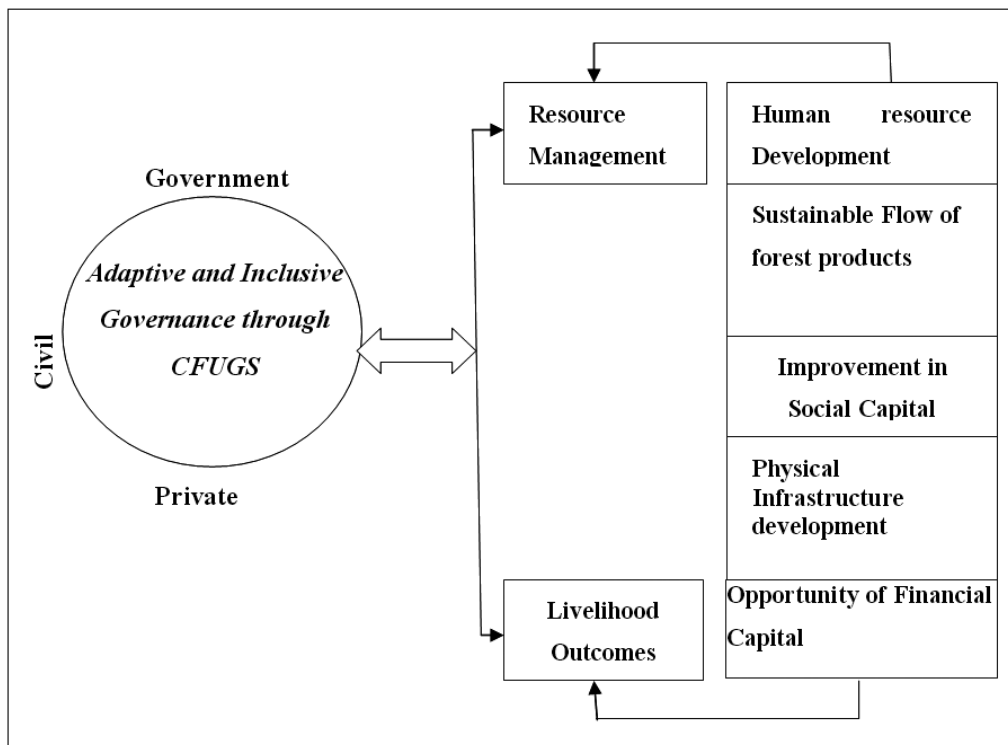 Government
Adaptive and Inclusive
Governance through
CFUGS
Civil
Private
Resource
Management
Livelihood
Outcomes
Human resource
Development
Sustainable Flow of
forest products
Improvement in
Social Capital
Physical
Infrastructure
development
Opportunity of Financial
Capital